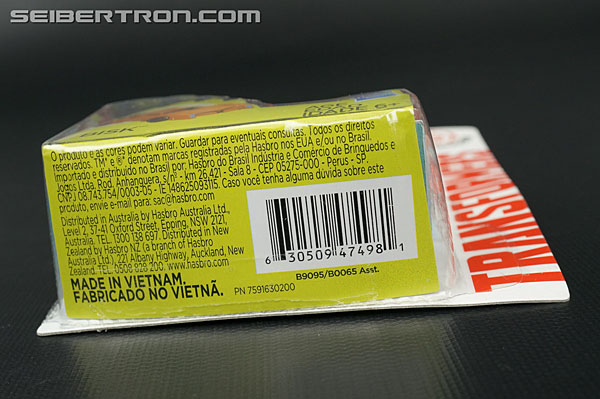 SEIBERTRON.COM
BISK
AGE 6+
O produto e as cores podem variar. Guardar para eventuais consultas. Todos os direitos
reservados. TM* e ®* denotam marcas registradas pela Hasbro nos EUA e/ou no Brasil.
Importado e distribuido no Brasil por: Hasbro do Brasil Indústria e Comércio de Brinquedos e
Jogos Ltda. Rod. Anhanguera, s/nº - km 26,421 - Sala 8 - CEP 05275-000 - Perus - SP.
CNPJ 08.743.754/0003-05 - IE 148625093115. Caso você tenha alguma dúvida sobre este
produto, envie e-mail para: sac@hasbro.com
Distributed in Australia by Hasbro Australia Ltd.,
Level 2, 37-41 Oxford Street, Epping, NSW 2121,
Australia. TEL. 1300 138 697. Distributed in New
Zealand by Hasbro NZ (a branch of Hasbro
Australia Ltd.), 221 Albany Highway, Auckland, New
Zealand. TEL. 0508 828 200. www.hasbro.com.
MADE IN VIETNAM.
FABRICADO NO VIETNÃ.
PN 7591630200
6 30509 47498 1
B9095/B0065 Asst.
TRANSFORMERS